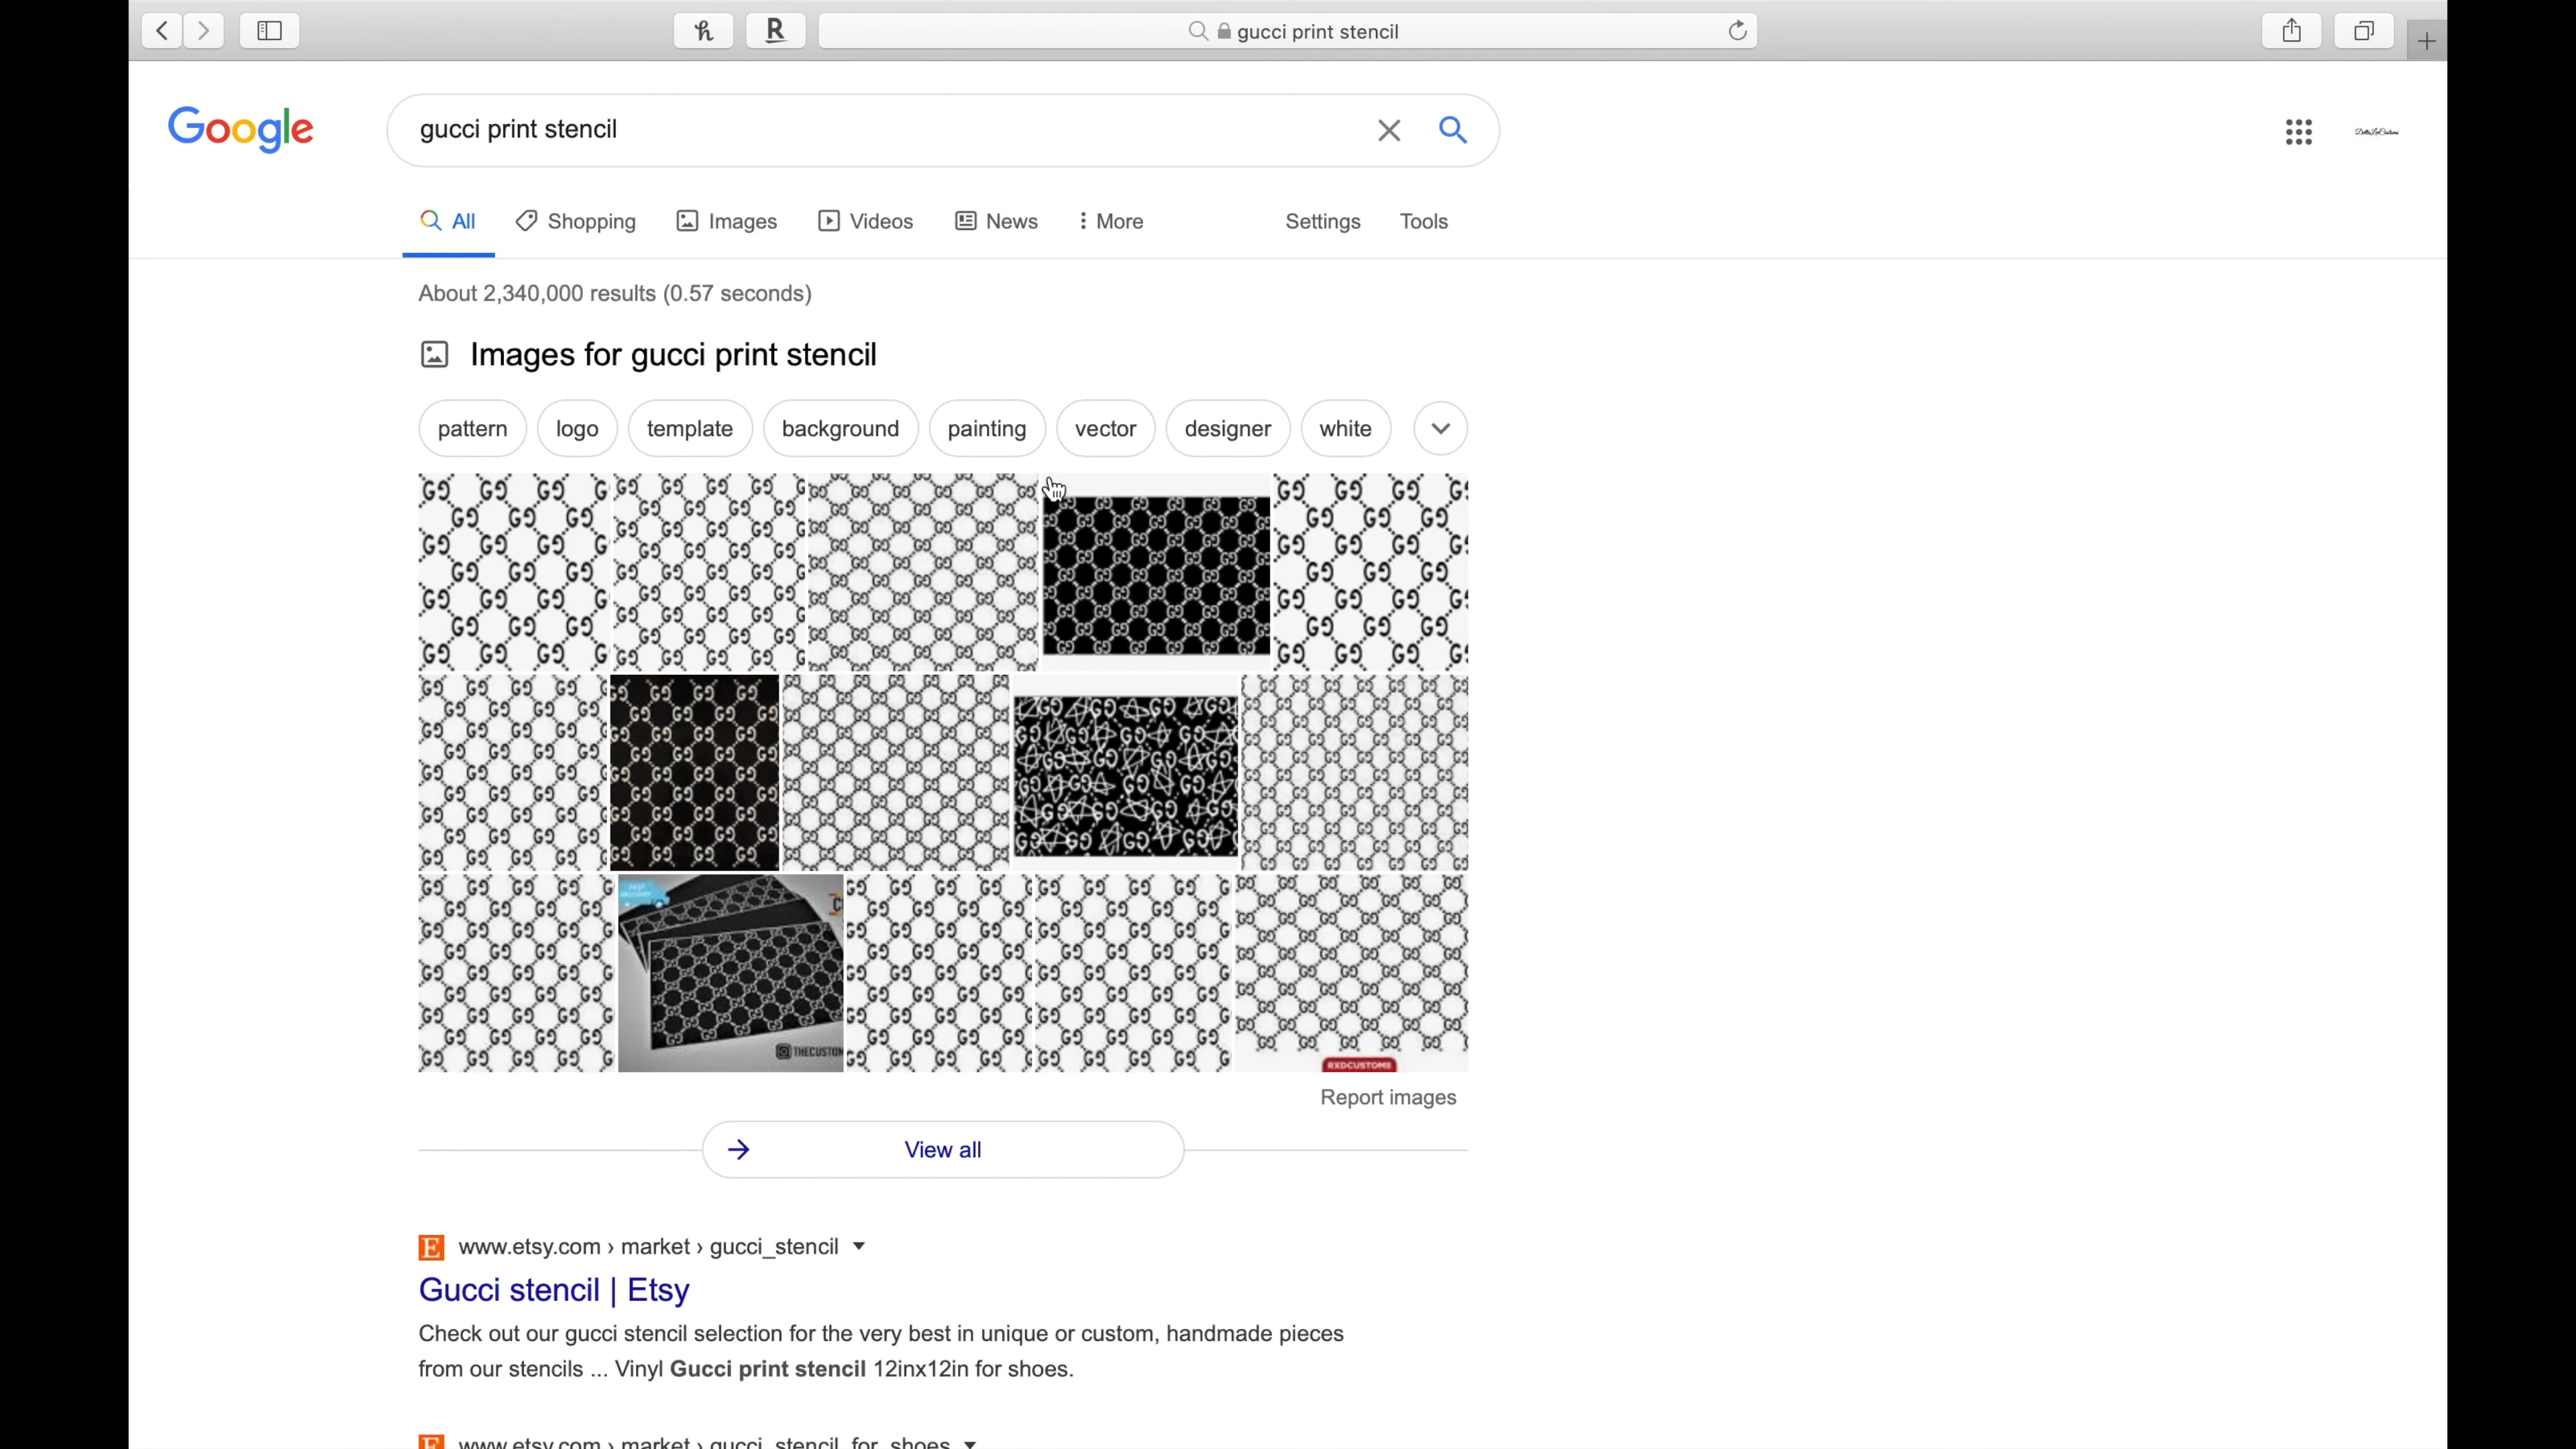 gucci print stencil
Google
gucci print stencil
All Shopping Images Videos News More Settings Tools
About 2,340,000 results (0.57 seconds)
Images for gucci print stencil
pattern logo template background painting vector designer white
THECUSTOM
RXDCUSTOMS
Report images
View all
www.etsy.com › market › gucci_stencil
Gucci stencil | Etsy
Check out our gucci stencil selection for the very best in unique or custom, handmade pieces
from our stencils ... Vinyl Gucci print stencil 12inx12in for shoes.
www.etsy.com › market › gucci_stencil_for_shoes